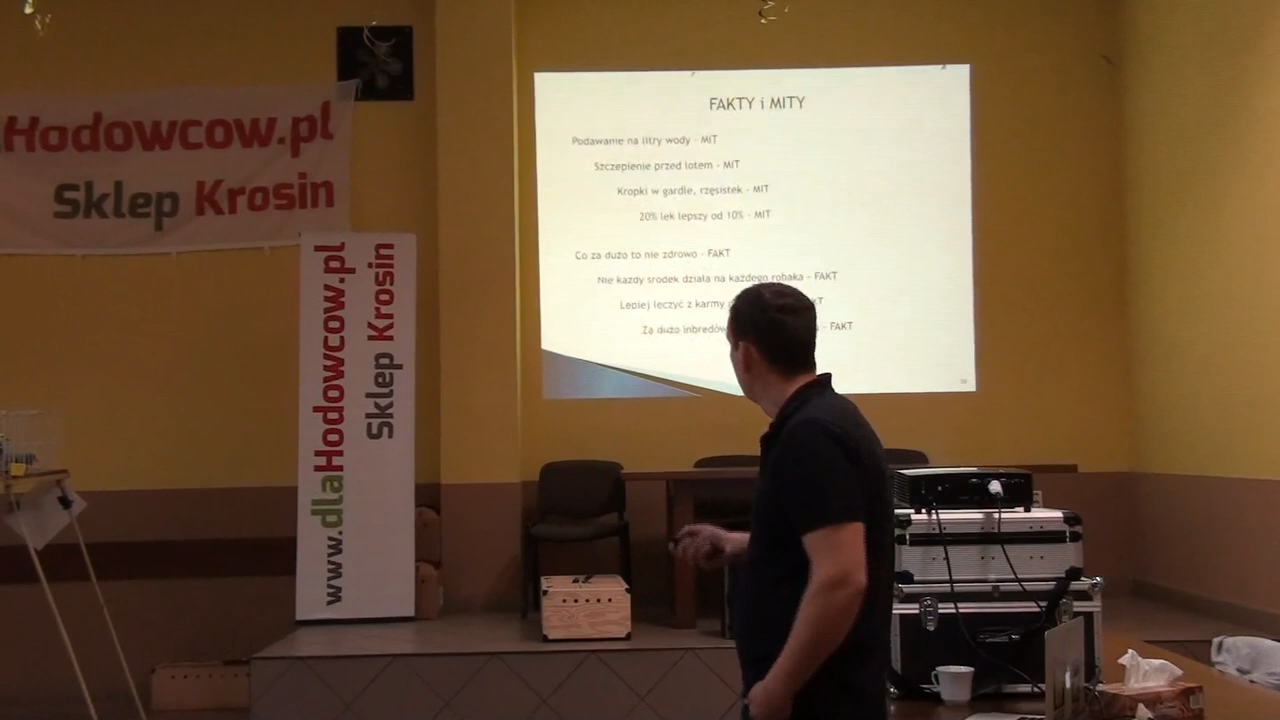 Hodowcow.pl
Sklep Krosin
www.dlaHodowcow.pl
Sklep Krosin
FAKTY i MITY
Podawanie na litry wody - MIT
Szczepienie przed lotem - MIT
Kropki w gardle, rzęsistek - MIT
20% lek lepszy od 10% - MIT
Co za dużo to nie zdrowo - FAKT
Nie każdy środek działa na każdego robaka - FAKT
Lepiej leczyć z karmy
Za dużo inbredów - FAKT